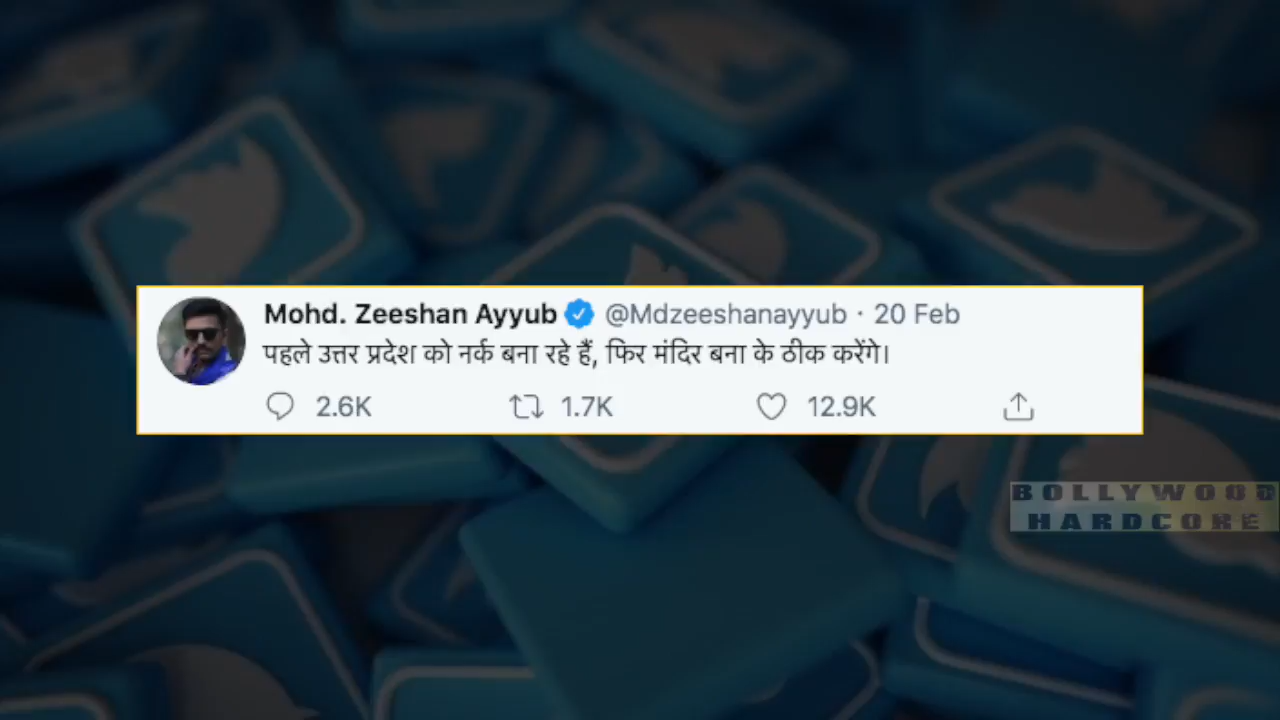 Mohd. Zeeshan Ayyub @Mdzeeshanayyub · 20 Feb
पहले उत्तर प्रदेश को नर्क बना रहे हैं, फिर मंदिर बना के ठीक करेंगे।
2.6K 1.7K 12.9K
BOLLYWOOD
HARDCORE